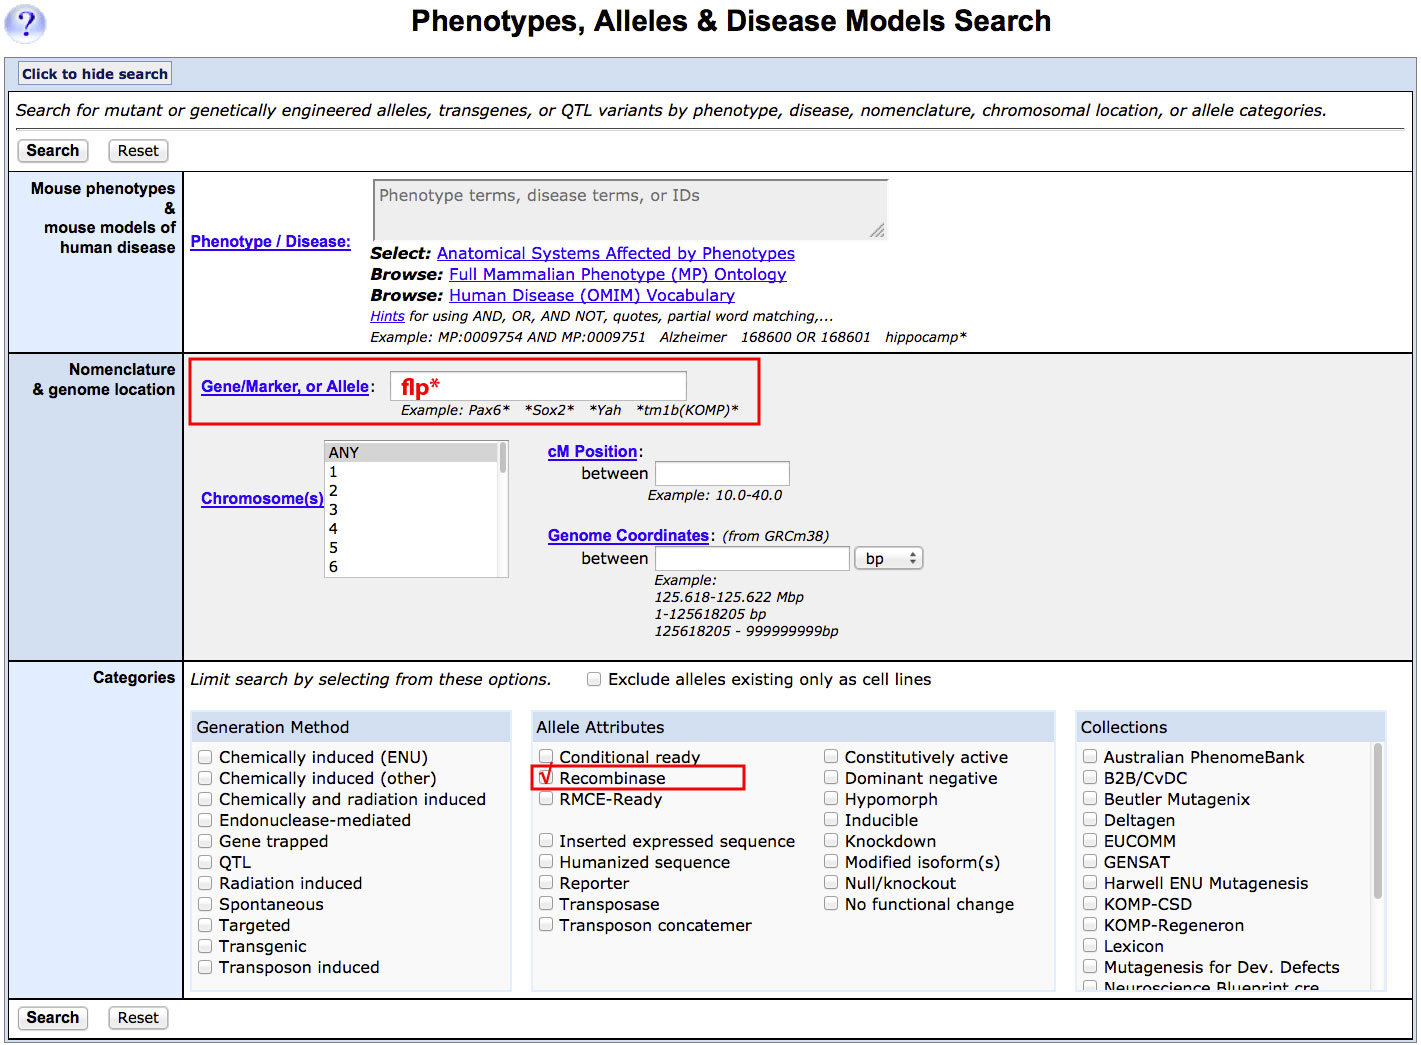 ?
Phenotypes, Alleles & Disease Models Search
Click to hide search
Search for mutant or genetically engineered alleles, transgenes, or QTL variants by phenotype, disease, nomenclature, chromosomal location, or allele categories.
Search Reset
Mouse phenotypes
&
mouse models of
human disease
Phenotype / Disease:
Phenotype terms, disease terms, or IDs
Select: Anatomical Systems Affected by Phenotypes
Browse: Full Mammalian Phenotype (MP) Ontology
Browse: Human Disease (OMIM) Vocabulary
Hints for using AND, OR, AND NOT, quotes, partial word matching,...
Example: MP:0009754 AND MP:0009751 Alzheimer 168600 OR 168601 hippocamp*
Nomenclature
& genome location
Gene/Marker, or Allele: flp*
Example: Pax6* *Sox2* *Yah *tm1b(KOMP)*
Chromosome(s)
ANY
1
2
3
4
5
6
cM Position:
between
Example: 10.0-40.0
Genome Coordinates: (from GRCm38)
between bp
Example:
125.618-125.622 Mbp
1-125618205 bp
125618205 - 999999999bp
Categories
Limit search by selecting from these options. Exclude alleles existing only as cell lines
Generation Method
Chemically induced (ENU)
Chemically induced (other)
Chemically and radiation induced
Endonuclease-mediated
Gene trapped
QTL
Radiation induced
Spontaneous
Targeted
Transgenic
Transposon induced
Allele Attributes
Conditional ready
√ Recombinase
RMCE-Ready
Inserted expressed sequence
Humanized sequence
Reporter
Transposase
Transposon concatemer
Constitutively active
Dominant negative
Hypomorph
Inducible
Knockdown
Modified isoform(s)
Null/knockout
No functional change
Collections
Australian PhenomeBank
B2B/CvDC
Beutler Mutagenix
Deltagen
EUCOMM
GENSAT
Harwell ENU Mutagenesis
KOMP-CSD
KOMP-Regeneron
Lexicon
Mutagenesis for Dev. Defects
Neuroscience Blueprint cre
Search Reset